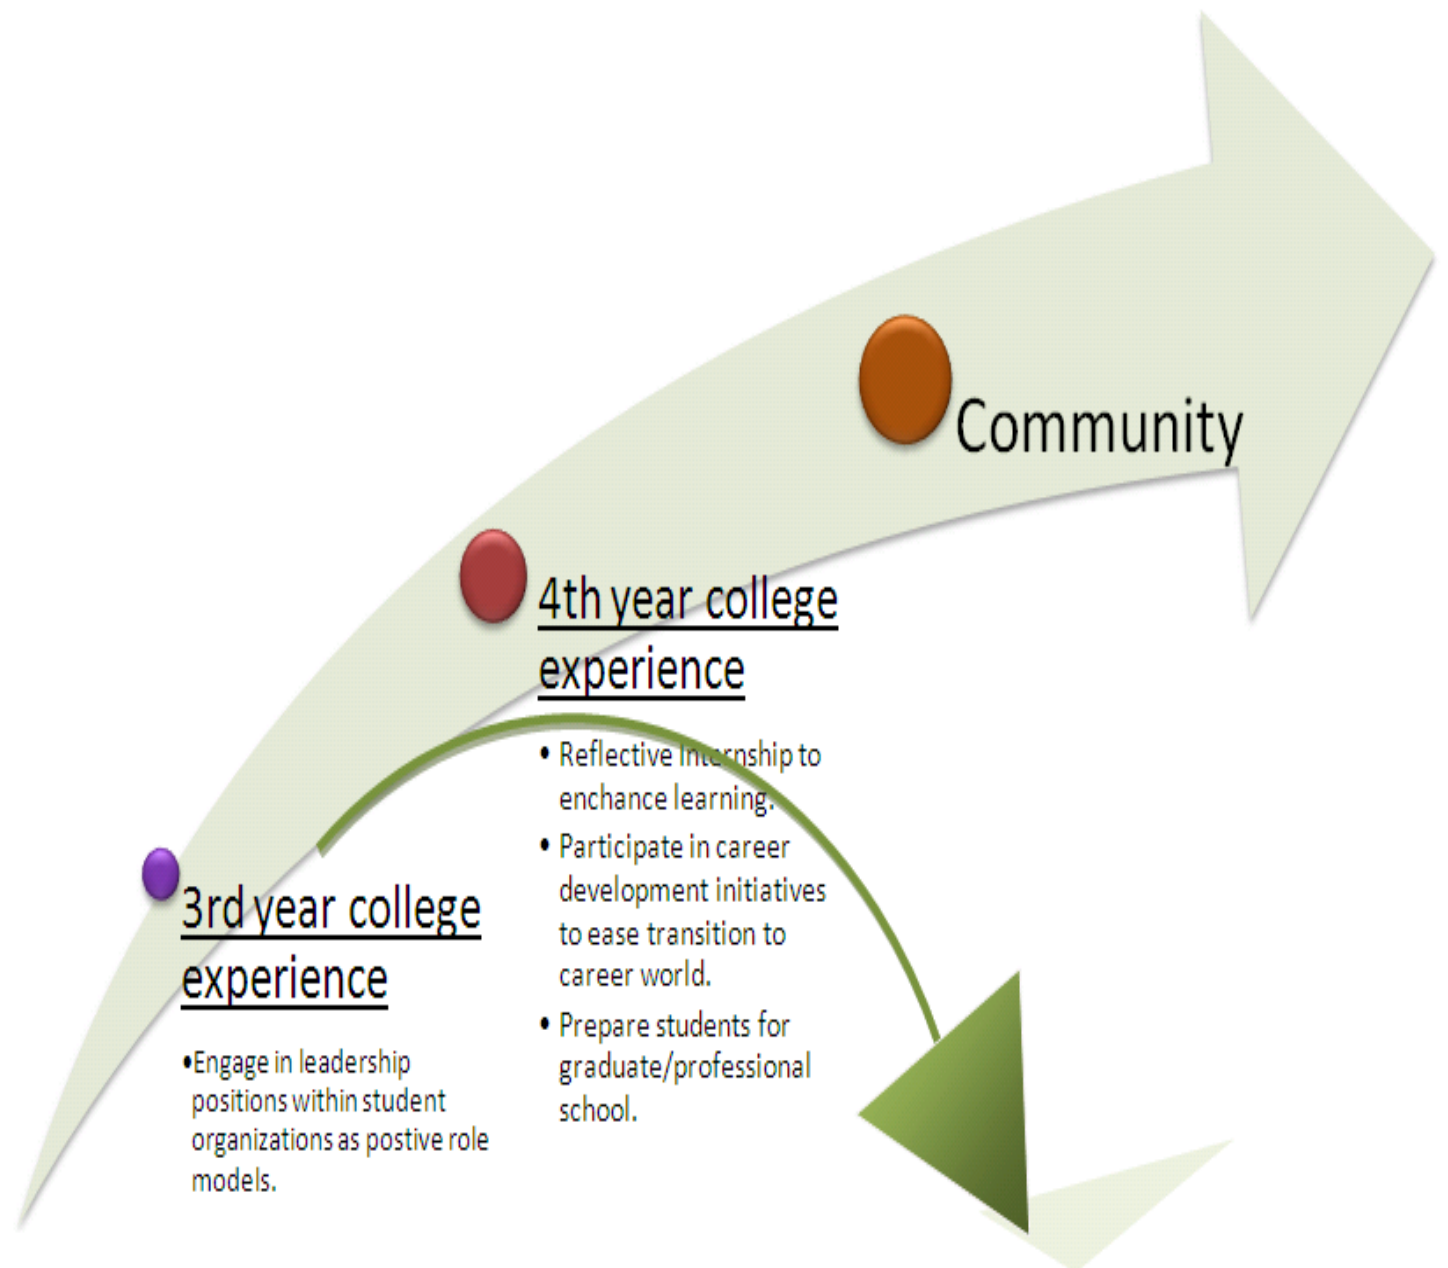 Community
4th year college
experience
• Reflective Internship to
enchance learning.
• Participate in career
development initiatives
to ease transition to
career world.
• Prepare students for
graduate/professional
school.
3rd year college
experience
•Engage in leadership
positions within student
organizations as postive role
models.